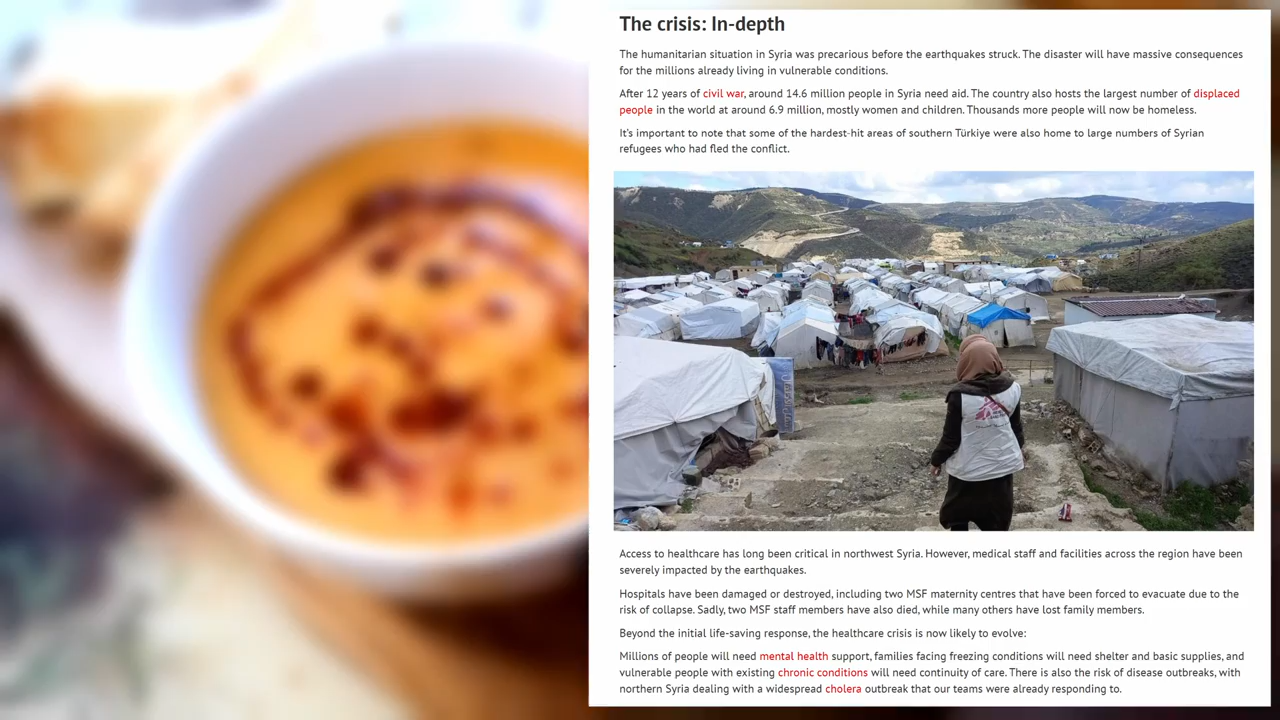 The crisis: In-depth
The humanitarian situation in Syria was precarious before the earthquakes struck. The disaster will have massive consequences
for the millions already living in vulnerable conditions.
After 12 years of civil war, around 14.6 million people in Syria need aid. The country also hosts the largest number of displaced
people in the world at around 6.9 million, mostly women and children. Thousands more people will now be homeless.
It's important to note that some of the hardest-hit areas of southern Türkiye were also home to large numbers of Syrian
refugees who had fled the conflict.
Access to healthcare has long been critical in northwest Syria. However, medical staff and facilities across the region have been
severely impacted by the earthquakes.
Hospitals have been damaged or destroyed, including two MSF maternity centres that have been forced to evacuate due to the
risk of collapse. Sadly, two MSF staff members have also died, while many others have lost family members.
Beyond the initial life-saving response, the healthcare crisis is now likely to evolve:
Millions of people will need mental health support, families facing freezing conditions will need shelter and basic supplies, and
vulnerable people with existing chronic conditions will need continuity of care. There is also the risk of disease outbreaks, with
northern Syria dealing with a widespread cholera outbreak that our teams were already responding to.